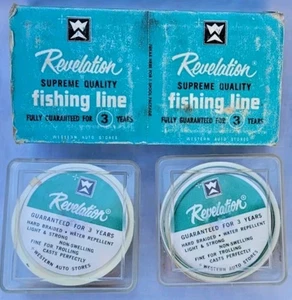 Revelation
SUPREME QUALITY
fishing line
FULLY GUARANTEED FOR 3 YEARS
WESTERN AUTO STORES
Revelation
SUPREME QUALITY
fishing line
FULLY GUARANTEED FOR 3 YEARS
WESTERN AUTO STORES
Revelation
GUARANTEED FOR 3 YEARS
HARD BRAIDED • WATER REPELLENT
LIGHT & STRONG NON-SWELLING
FINE FOR TROLLING
CASTS PERFECTLY
WESTERN AUTO STORES
Revelation
GUARANTEED FOR 3 YEARS
HARD BRAIDED • WATER REPELLENT
LIGHT & STRONG NON-SWELLING
FINE FOR TROLLING
CASTS PERFECTLY
WESTERN AUTO STORES